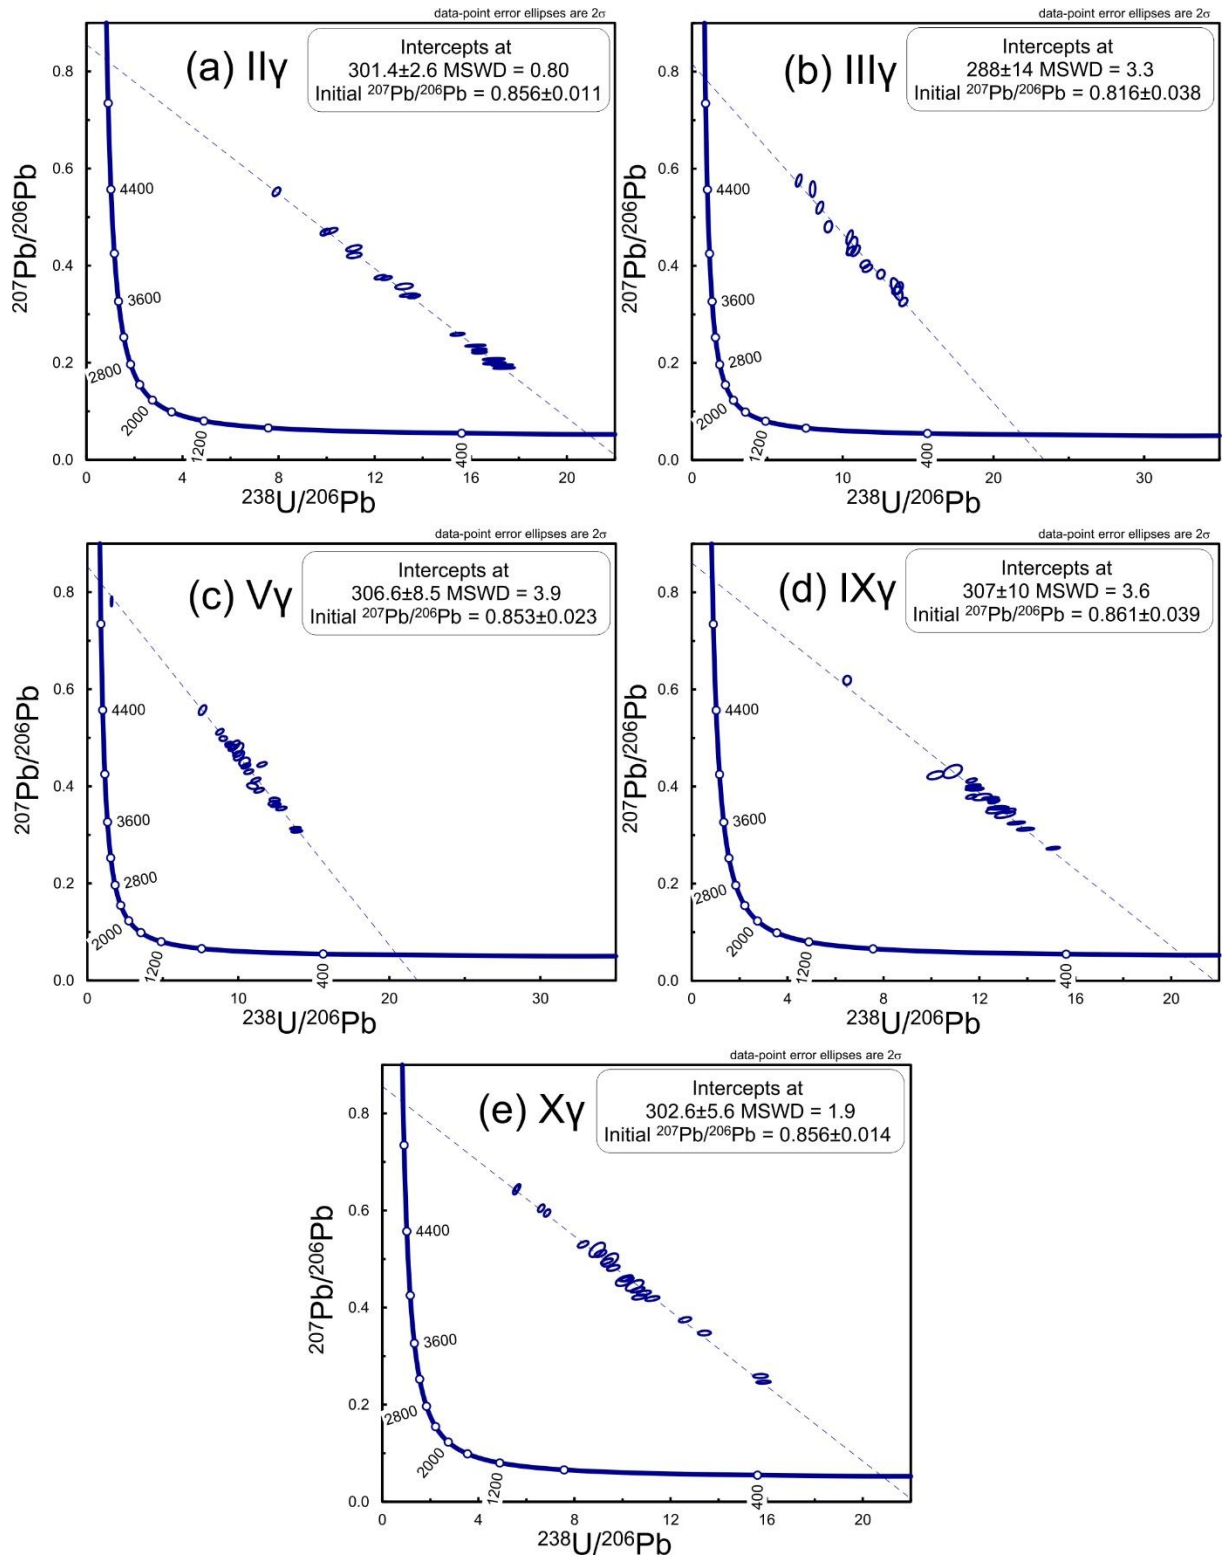 data-point error ellipses are 2σ
(a) IIγ
Intercepts at
301.4±2.6 MSWD = 0.80
Initial ²⁰⁷Pb/²⁰⁶Pb = 0.856±0.011
0.8
0.6
0.4
0.2
0.0
²⁰⁷Pb/²⁰⁶Pb
4400
3600
2800
2000
1200
400
0 4 8 12 16 20
²³⁸U/²⁰⁶Pb
data-point error ellipses are 2σ
(b) IIIγ
Intercepts at
288±14 MSWD = 3.3
Initial ²⁰⁷Pb/²⁰⁶Pb = 0.816±0.038
0.8
0.6
0.4
0.2
0.0
²⁰⁷Pb/²⁰⁶Pb
4400
3600
2800
2000
1200
400
0 10 20 30
²³⁸U/²⁰⁶Pb
data-point error ellipses are 2σ
(c) Vγ
Intercepts at
306.6±8.5 MSWD = 3.9
Initial ²⁰⁷Pb/²⁰⁶Pb = 0.853±0.023
0.8
0.6
0.4
0.2
0.0
²⁰⁷Pb/²⁰⁶Pb
4400
3600
2800
2000
1200
400
0 10 20 30
²³⁸U/²⁰⁶Pb
data-point error ellipses are 2σ
(d) IXγ
Intercepts at
307±10 MSWD = 3.6
Initial ²⁰⁷Pb/²⁰⁶Pb = 0.861±0.039
0.8
0.6
0.4
0.2
0.0
²⁰⁷Pb/²⁰⁶Pb
4400
3600
2800
2000
1200
400
0 4 8 12 16 20
²³⁸U/²⁰⁶Pb
data-point error ellipses are 2σ
(e) Xγ
Intercepts at
302.6±5.6 MSWD = 1.9
Initial ²⁰⁷Pb/²⁰⁶Pb = 0.856±0.014
0.8
0.6
0.4
0.2
0.0
²⁰⁷Pb/²⁰⁶Pb
4400
3600
2800
2000
1200
400
0 4 8 12 16 20
²³⁸U/²⁰⁶Pb